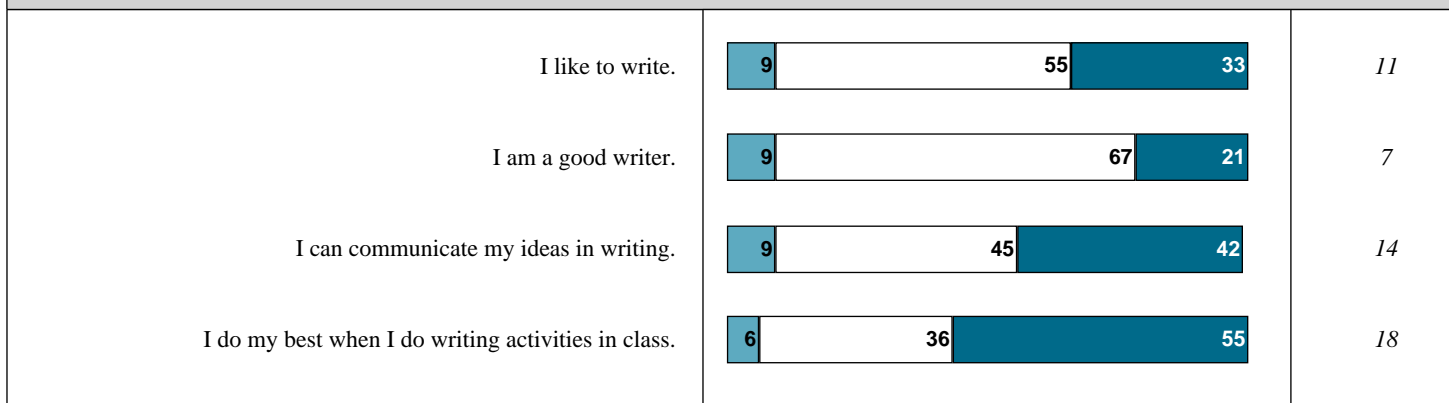 I like to write. 9 55 33 11
I am a good writer. 9 67 21 7
I can communicate my ideas in writing. 9 45 42 14
I do my best when I do writing activities in class. 6 36 55 18